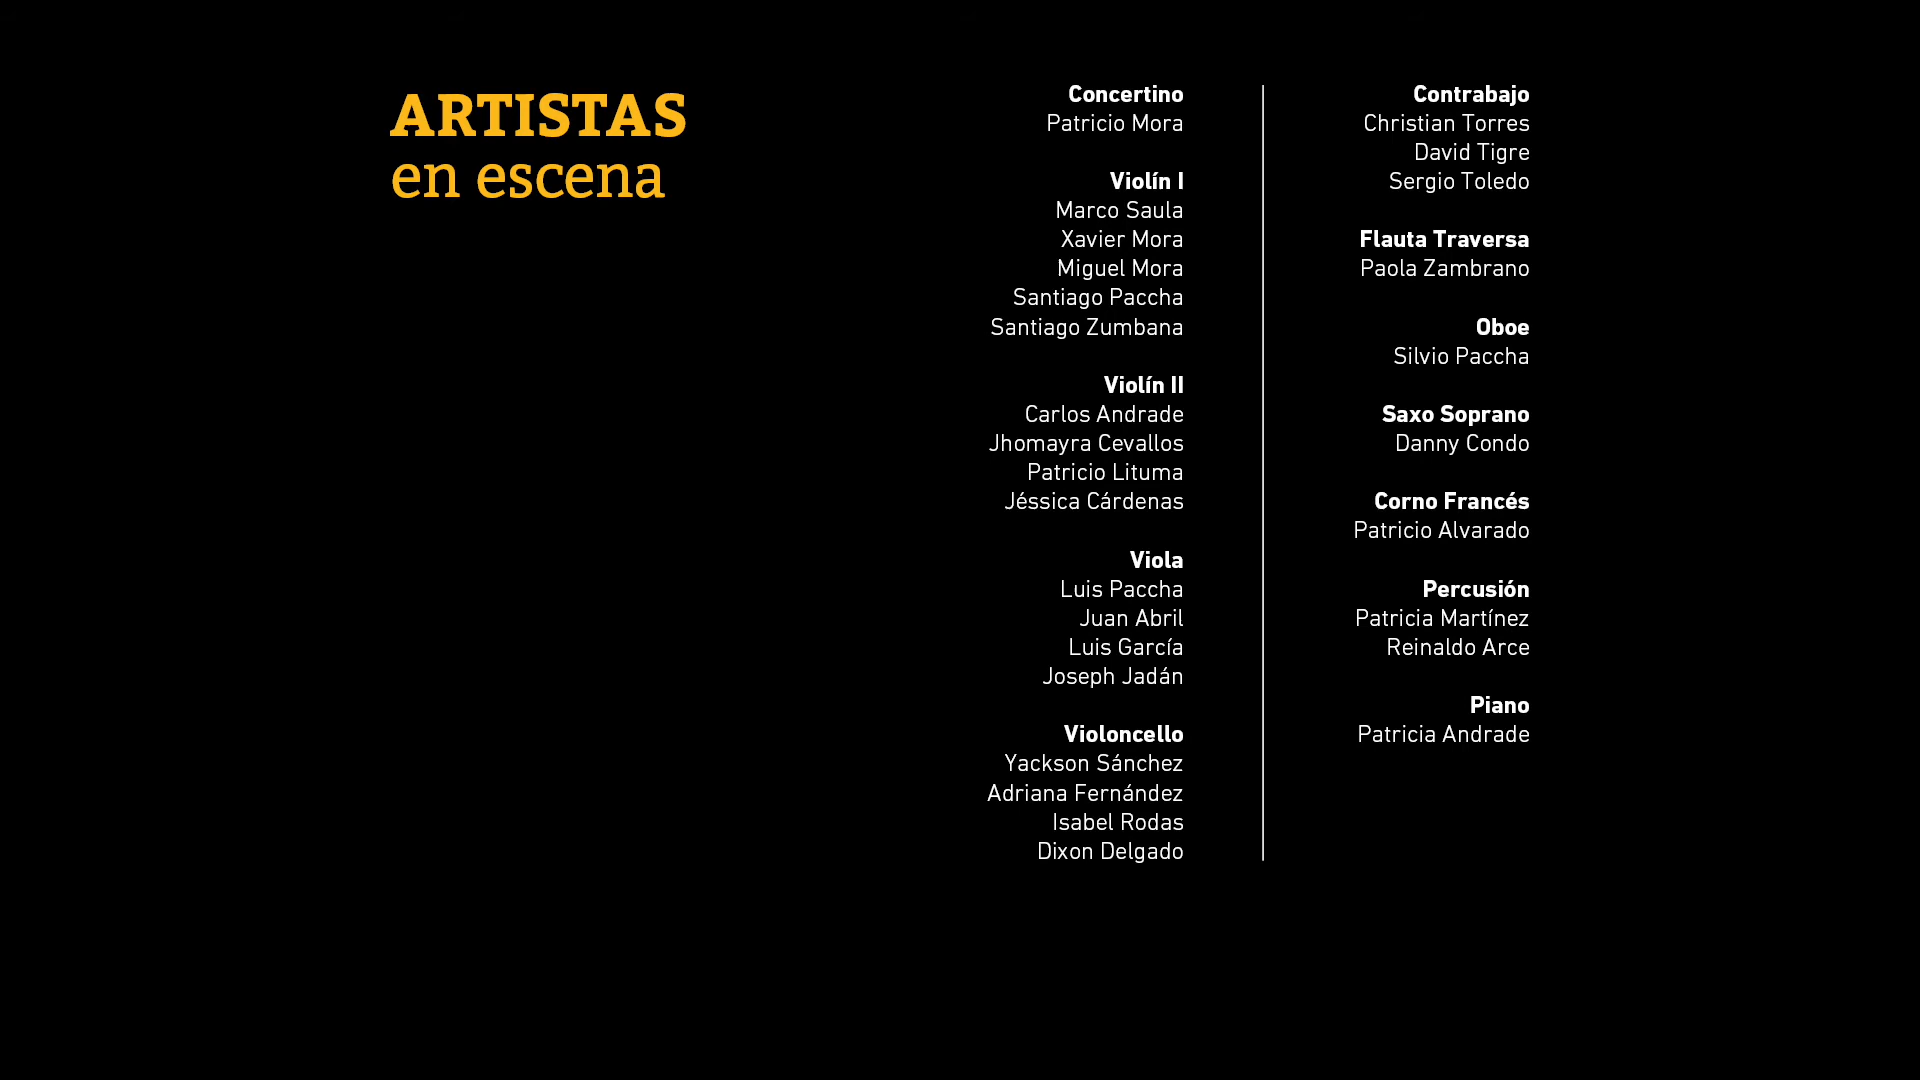 ARTISTAS
en escena
Concertino
Patricio Mora
Violín I
Marco Saula
Xavier Mora
Miguel Mora
Santiago Paccha
Santiago Zumbana
Violín II
Carlos Andrade
Jhomayra Cevallos
Patricio Lituma
Jéssica Cárdenas
Viola
Luis Paccha
Juan Abril
Luis García
Joseph Jadán
Violoncello
Yackson Sánchez
Adriana Fernández
Isabel Rodas
Dixon Delgado
Contrabajo
Christian Torres
David Tigre
Sergio Toledo
Flauta Traversa
Paola Zambrano
Oboe
Silvio Paccha
Saxo Soprano
Danny Condo
Corno Francés
Patricio Alvarado
Percusión
Patricia Martínez
Reinaldo Arce
Piano
Patricia Andrade